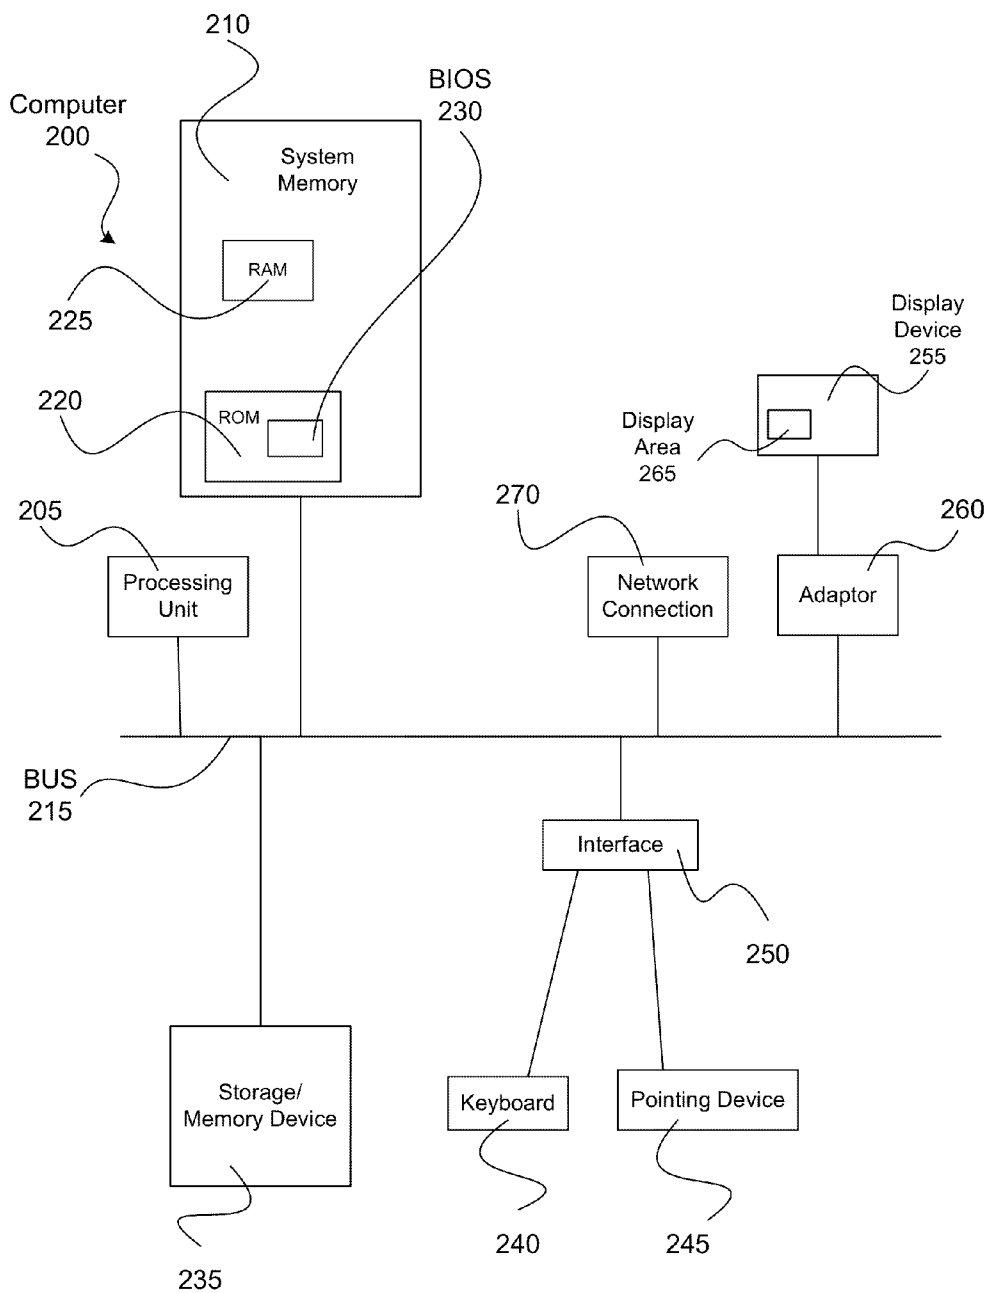 210
BIOS
230
Computer
200
System
Memory
RAM
225
Display
Device
255
220
ROM
Display
Area
265
205
270
260
Processing
Unit
Network
Connection
Adaptor
BUS
215
Interface
250
Storage/
Memory Device
Keyboard
Pointing Device
240
245
235